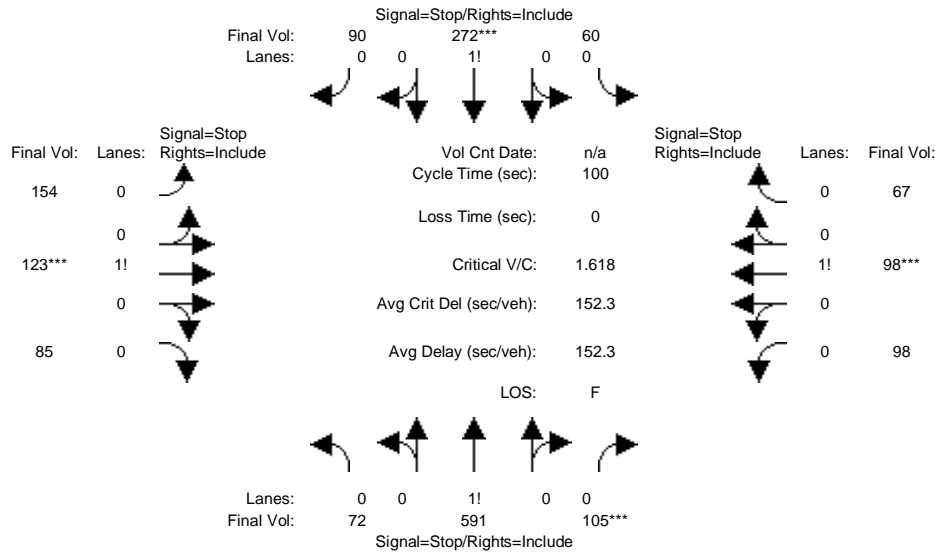 Signal=Stop/Rights=Include
Final Vol: 90 272*** 60
Lanes: 0 0 1! 0 0
Signal=Stop Signal=Stop
Final Vol: Lanes: Rights=Include Vol Cnt Date: n/a Rights=Include Lanes: Final Vol:
Cycle Time (sec): 100
154 0 0 67
Loss Time (sec): 0
0 0
123*** 1! Critical V/C: 1.618 1! 98***
0 Avg Crit Del (sec/veh): 152.3 0
85 0 Avg Delay (sec/veh): 152.3 0 98
LOS: F
Lanes: 0 0 1! 0 0
Final Vol: 72 591 105***
Signal=Stop/Rights=Include